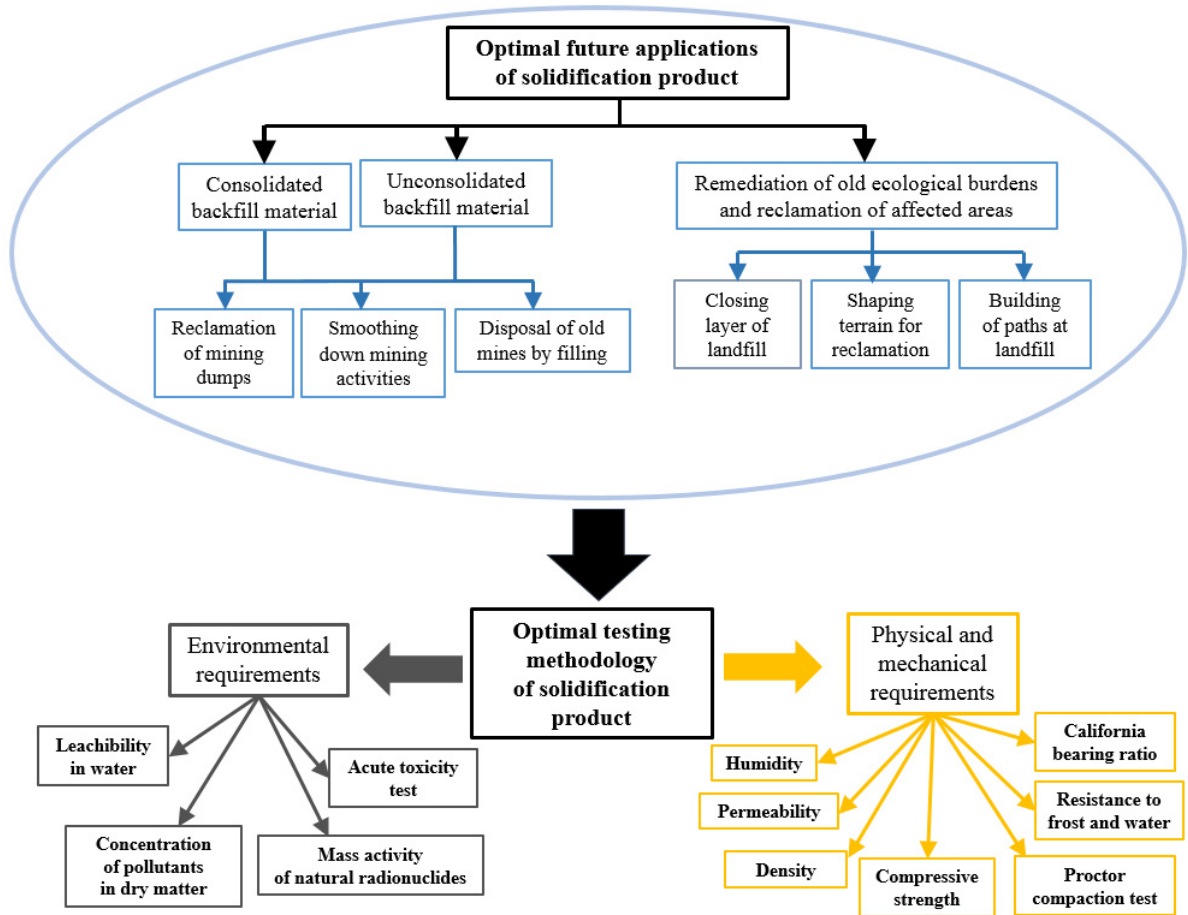 Optimal future applications
of solidification product
Consolidated
backfill material
Unconsolidated
backfill material
Remediation of old ecological burdens
and reclamation of affected areas
Reclamation
of mining
dumps
Smoothing
down mining
activities
Disposal of old
mines by filling
Closing
layer of
landfill
Shaping
terrain for
reclamation
Building
of paths at
landfill
Optimal testing
methodology
of solidification
product
Environmental
requirements
Leachibility
in water
Acute toxicity
test
Concentration
of pollutants
in dry matter
Mass activity
of natural radionuclides
Physical and
mechanical
requirements
Humidity
Permeability
Density
Compressive
strength
California
bearing ratio
Resistance to
frost and water
Proctor
compaction test